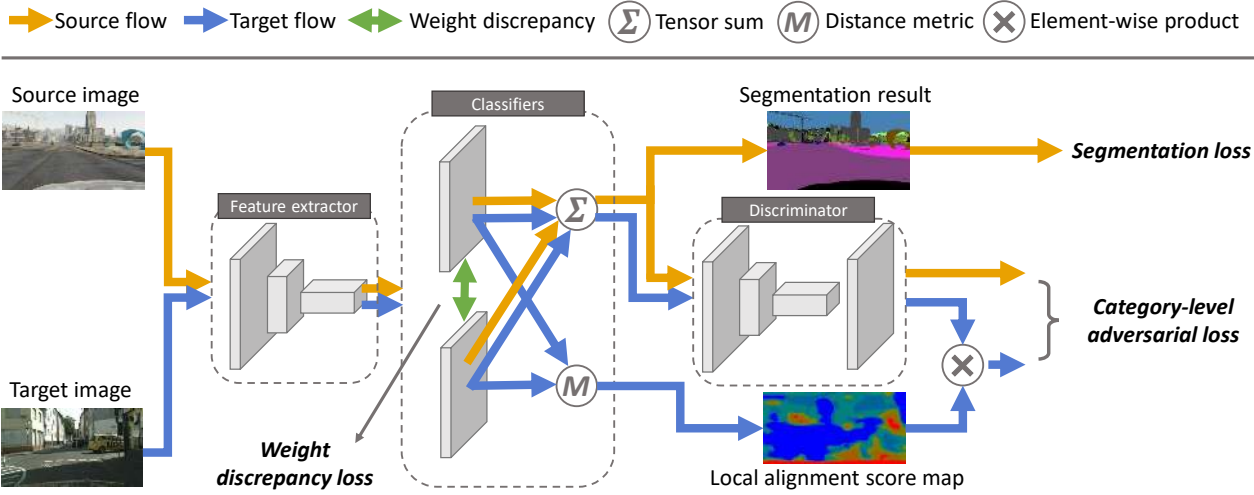 Source flow
Target flow
Weight discrepancy
Σ Tensor sum
M Distance metric
× Element-wise product
Source image
Classifiers
Segmentation result
Segmentation loss
Feature extractor
Σ
Discriminator
Category-level
adversarial loss
Target image
M
×
Weight
discrepancy loss
Local alignment score map